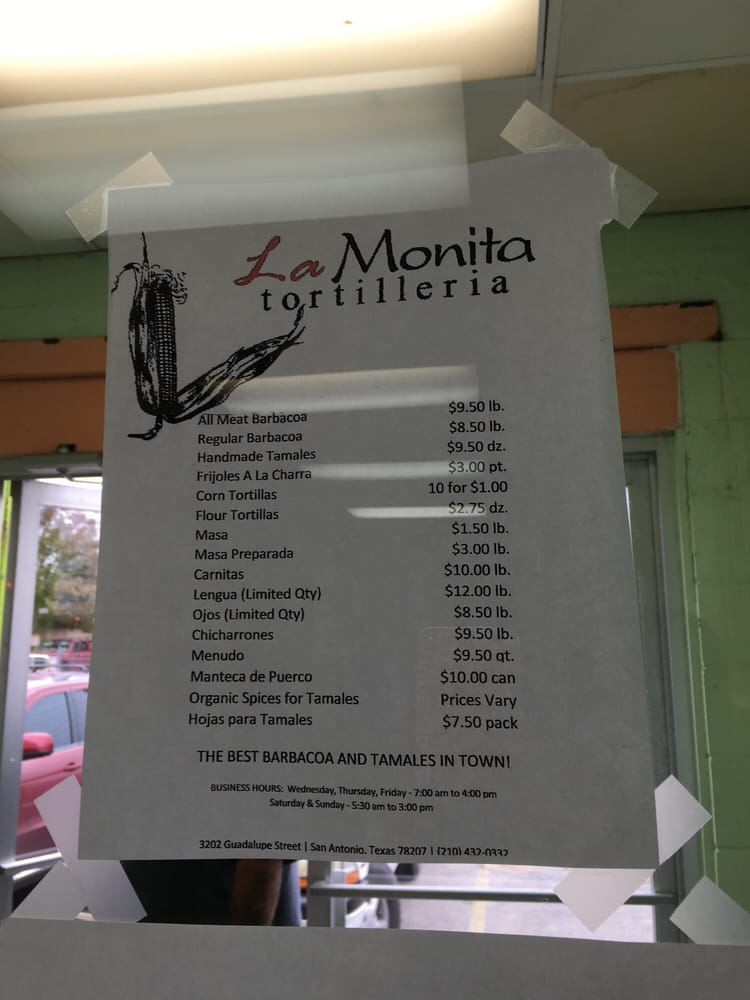 La Monita
tortilleria
All Meat Barbacoa $9.50 lb.
Regular Barbacoa $8.50 lb.
Handmade Tamales $9.50 dz.
Frijoles A La Charra $3.00 pt.
Corn Tortillas 10 for $1.00
Flour Tortillas $2.75 dz.
Masa $1.50 lb.
Masa Preparada $3.00 lb.
Carnitas $10.00 lb.
Lengua (Limited Qty) $12.00 lb.
Ojos (Limited Qty) $8.50 lb.
Chicharrones $9.50 lb.
Menudo $9.50 qt.
Manteca de Puerco $10.00 can
Organic Spices for Tamales Prices Vary
Hojas para Tamales $7.50 pack
THE BEST BARBACOA AND TAMALES IN TOWN!
BUSINESS HOURS: Wednesday, Thursday, Friday - 7:00 am to 4:00 pm
Saturday & Sunday - 5:30 am to 3:00 pm
3202 Guadalupe Street | San Antonio, Texas 78207 | (210) 432-0332